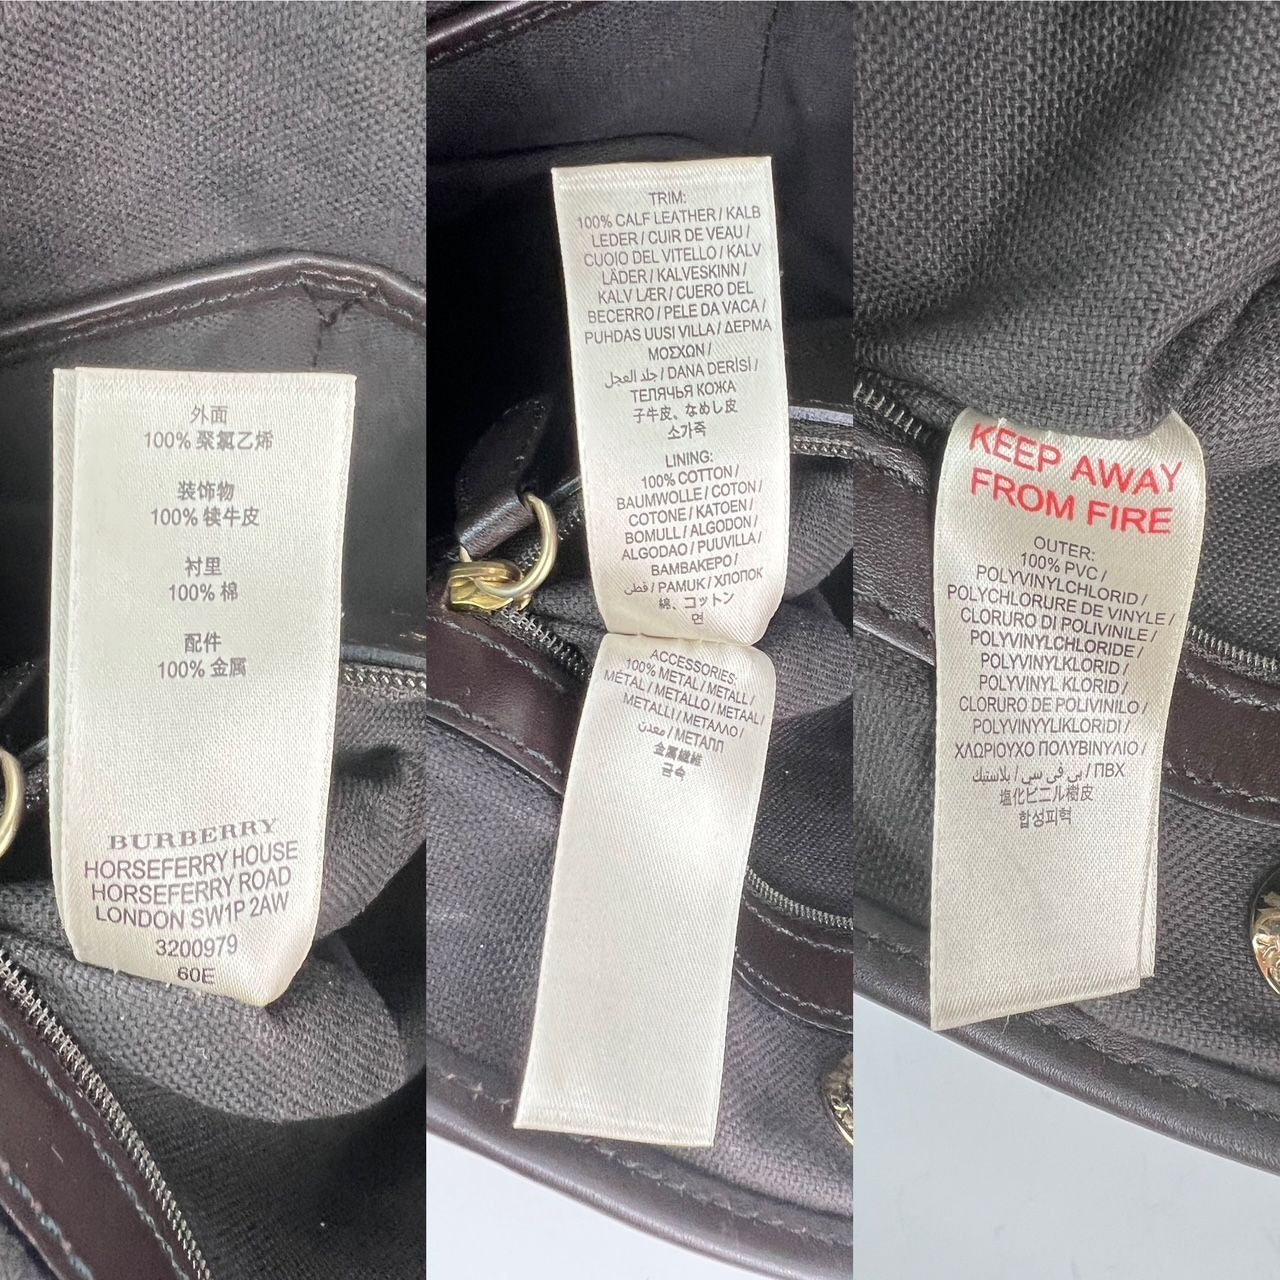 外面
100% 聚氯乙烯
装饰物
100% 犊牛皮
衬里
100% 棉
配件
100% 金属
BURBERRY
HORSEFERRY HOUSE
HORSEFERRY ROAD
LONDON SW1P 2AW
3200979
60E
TRIM:
100% CALF LEATHER / KALB
LEDER / CUIR DE VEAU /
CUOIO DEL VITELLO / KALV
LÄDER / KALVESKINN /
KALV LÆR / CUERO DEL
BECERRO / PELE DA VACA /
PUHDAS UUSI VILLA / ΔΕΡΜΑ
ΜΟΣΧΩΝ /
جلد العجل / DANA DERİSİ /
ТЕЛЯЧЬЯ КОЖА
子牛皮、なめし皮
소가죽
LINING:
100% COTTON /
BAUMWOLLE / COTON /
COTONE / KATOEN /
BOMULL / ALGODON /
ALGODAO / PUUVILLA /
ΒΑΜΒΑΚΕΡΟ /
قطن / PAMUK / ХЛОПОК
綿、コットン
면
ACCESSORIES:
100% METAL / METALL /
MÉTAL / METALLO / METAAL /
METALLI / ΜΕΤΑΛΛΟ /
معدن / МЕТАЛЛ
金属繊維
금속
KEEP AWAY
FROM FIRE
OUTER:
100% PVC /
POLYVINYLCHLORID /
POLYCHLORURE DE VINYLE /
CLORURO DI POLIVINILE /
POLYVINYLCHLORIDE /
POLYVINYLKLORID /
POLYVINYL KLORID /
CLORURO DE POLIVINILO /
POLYVINYYLIKLORIDI /
ΧΛΩΡΙΟΥΧΟ ΠΟΛΥΒΙΝΥΛΙΟ /
بي في سي / بلاستيك / ПВХ
塩化ビニル樹皮
합성피혁